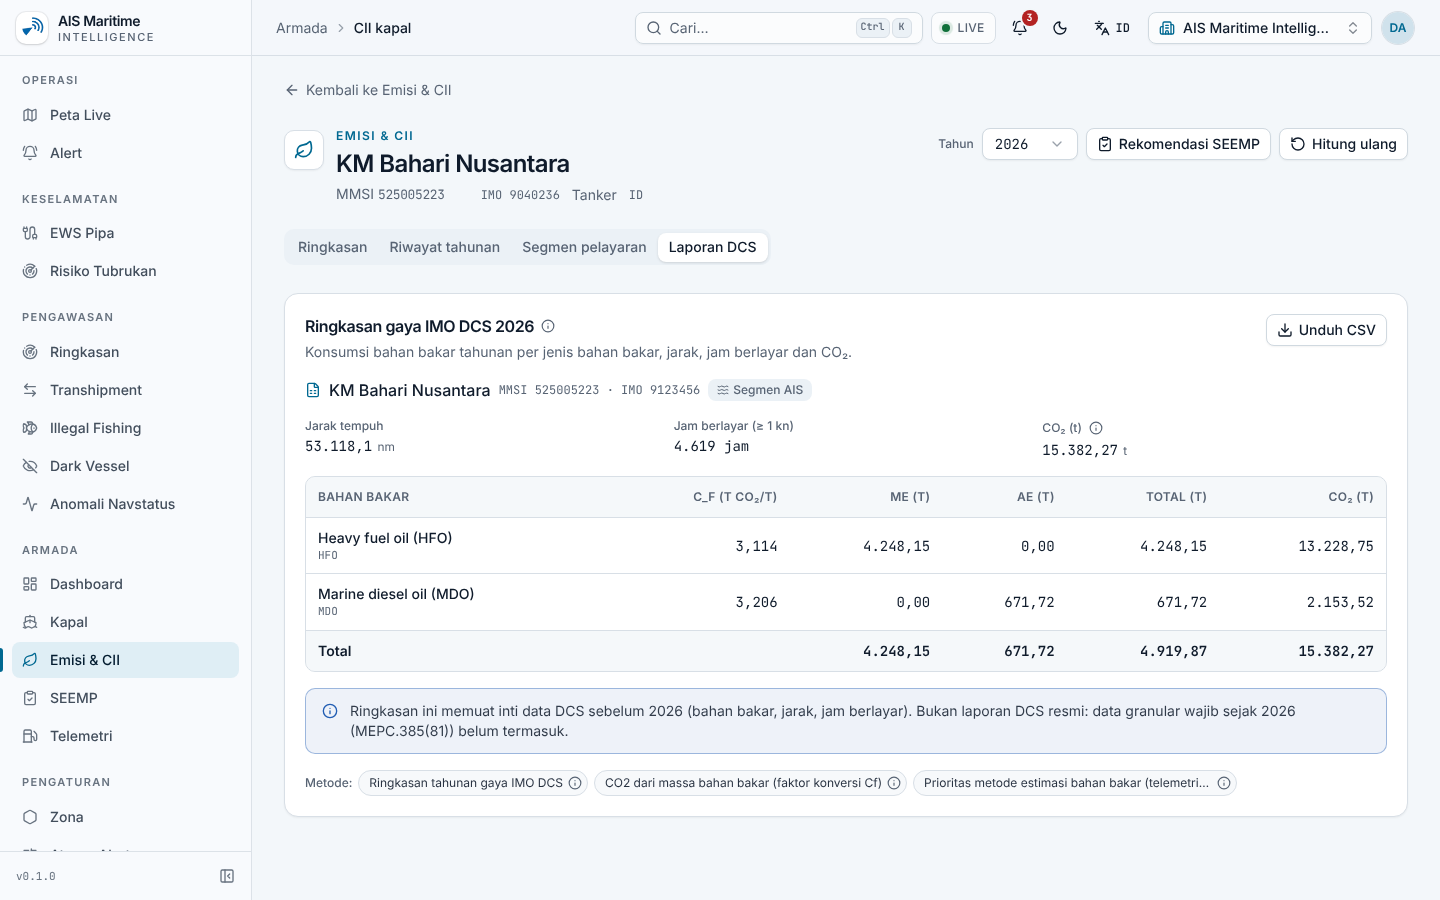 AIS Maritime
INTELLIGENCE
OPERASI
Peta Live
Alert
KESELAMATAN
EWS Pipa
Risiko Tubrukan
PENGAWASAN
Ringkasan
Transhipment
Illegal Fishing
Dark Vessel
Anomali Navstatus
ARMADA
Dashboard
Kapal
Emisi & CII
SEEMP
Telemetri
PENGATURAN
Zona
v0.1.0
Armada > CII kapal
Cari... Ctrl K
LIVE
3
ID
AIS Maritime Intellig...
DA
Kembali ke Emisi & CII
EMISI & CII
KM Bahari Nusantara
MMSI 525005223 IMO 9040236 Tanker ID
Tahun 2026 Rekomendasi SEEMP Hitung ulang
Ringkasan Riwayat tahunan Segmen pelayaran Laporan DCS
Ringkasan gaya IMO DCS 2026
Unduh CSV
Konsumsi bahan bakar tahunan per jenis bahan bakar, jarak, jam berlayar dan CO₂.
KM Bahari Nusantara MMSI 525005223 · IMO 9123456 Segmen AIS
Jarak tempuh
53.118,1 nm
Jam berlayar (≥ 1 kn)
4.619 jam
CO₂ (t)
15.382,27 t
BAHAN BAKAR C_F (T CO₂/T) ME (T) AE (T) TOTAL (T) CO₂ (T)
Heavy fuel oil (HFO)
HFO
3,114 4.248,15 0,00 4.248,15 13.228,75
Marine diesel oil (MDO)
MDO
3,206 0,00 671,72 671,72 2.153,52
Total 4.248,15 671,72 4.919,87 15.382,27
Ringkasan ini memuat inti data DCS sebelum 2026 (bahan bakar, jarak, jam berlayar). Bukan laporan DCS resmi: data granular wajib sejak 2026
(MEPC.385(81)) belum termasuk.
Metode: Ringkasan tahunan gaya IMO DCS CO2 dari massa bahan bakar (faktor konversi Cf) Prioritas metode estimasi bahan bakar (telemetri...